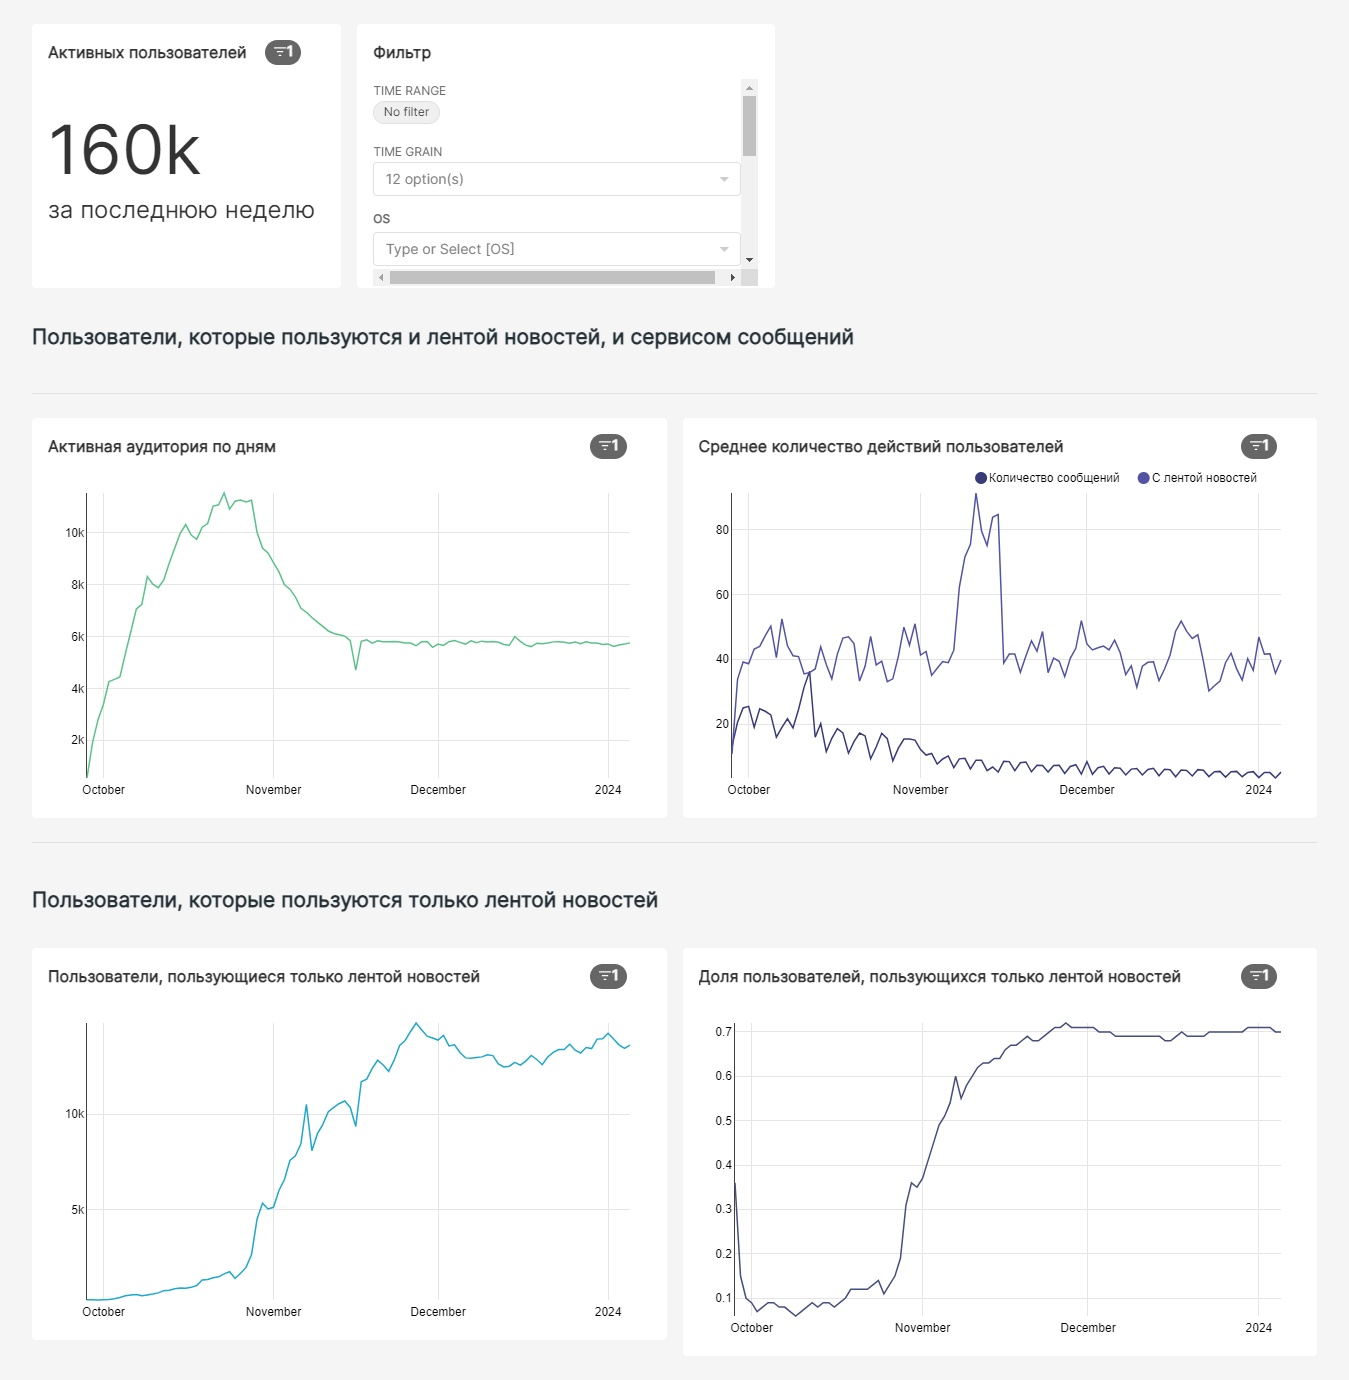 Активных пользователей
1
160k
за последнюю неделю
Фильтр
TIME RANGE
No filter
TIME GRAIN
12 option(s)
OS
Type or Select [OS]
Пользователи, которые пользуются и лентой новостей, и сервисом сообщений
Активная аудитория по дням
1
10k
8k
6k
4k
2k
October November December 2024
Среднее количество действий пользователей
1
Количество сообщений С лентой новостей
80
60
40
20
October November December 2024
Пользователи, которые пользуются только лентой новостей
Пользователи, пользующиеся только лентой новостей
1
10k
5k
October November December 2024
Доля пользователей, пользующихся только лентой новостей
1
0.7
0.6
0.5
0.4
0.3
0.2
0.1
October November December 2024